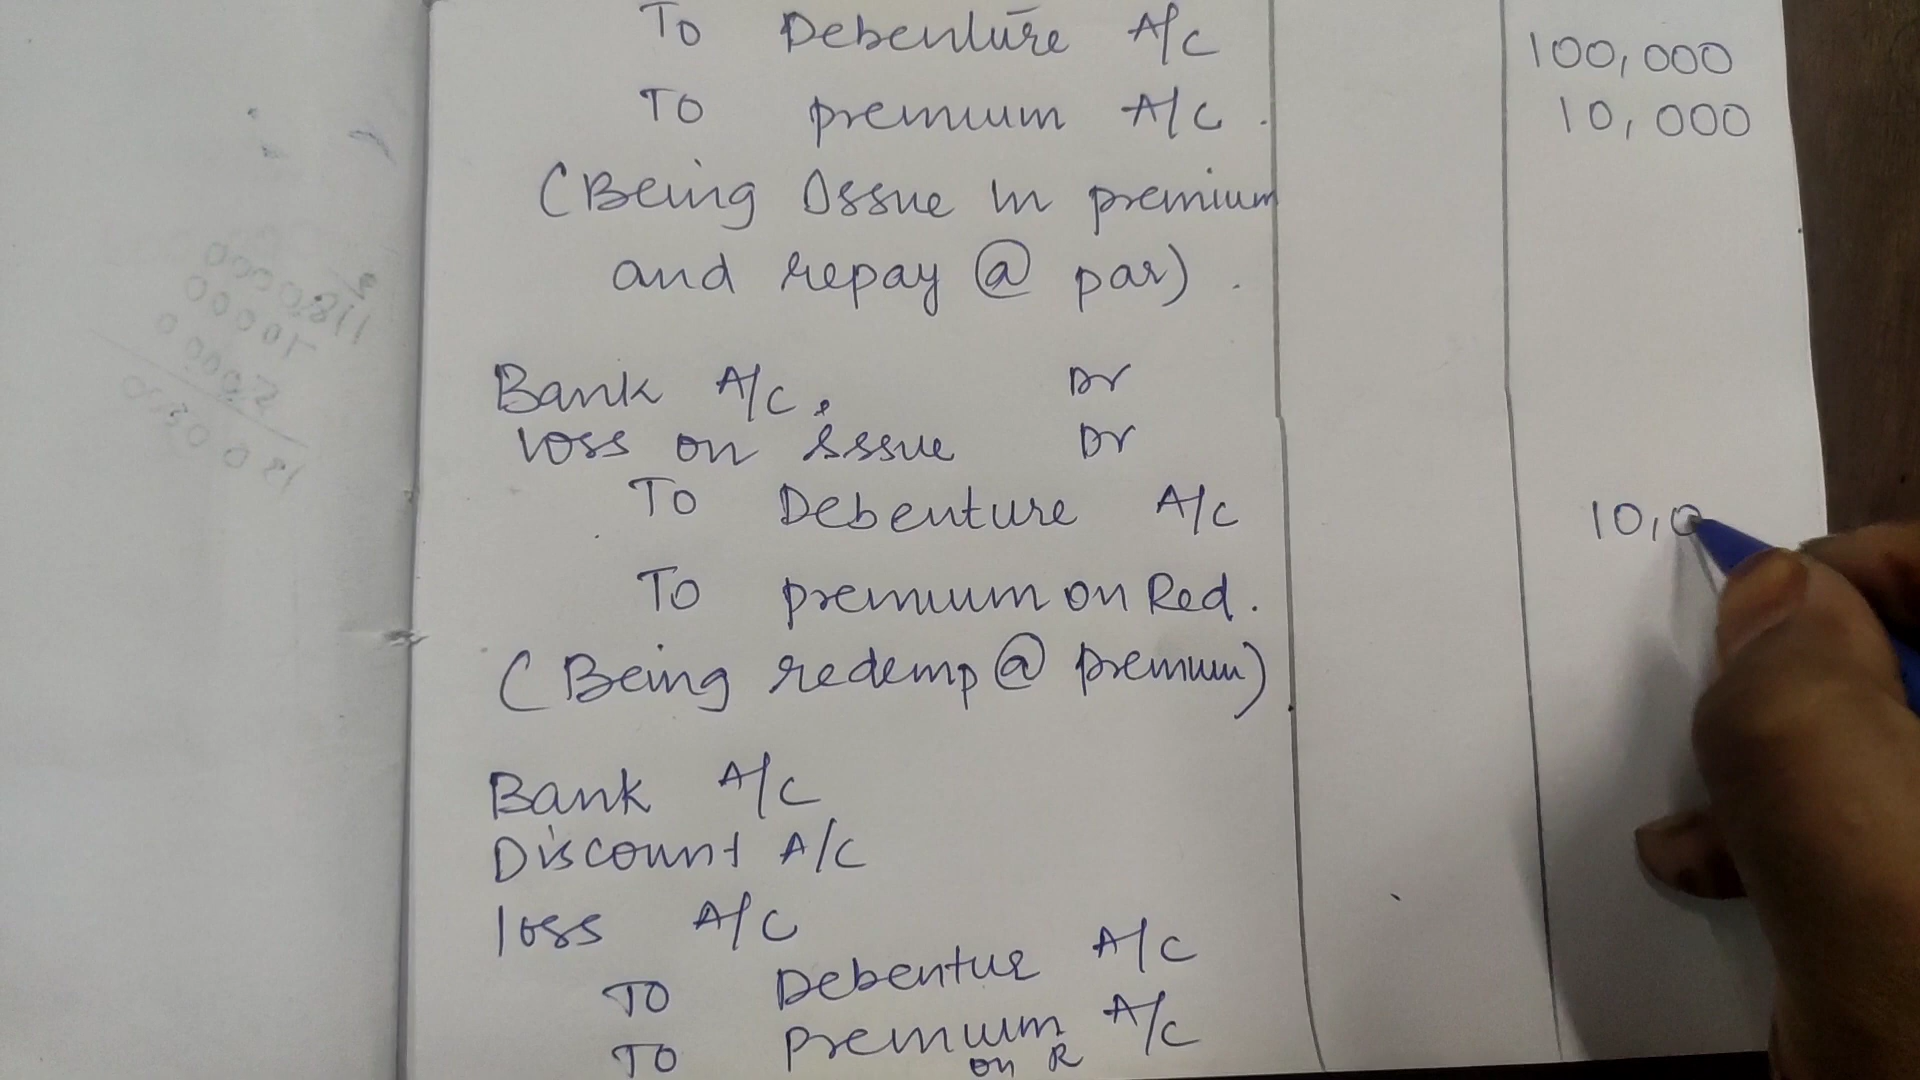 To Debenture A/C 100,000
TO premium A/C. 10,000
(Being Issue in premium
and repay @ par).
Bank A/C. Dr
loss on issue Dr
TO Debenture A/C 10,0
TO premium on Red.
(Being redemp @ premium)
Bank A/C
Discount A/C
loss A/C
TO Debenture A/C
TO premium A/C
on R